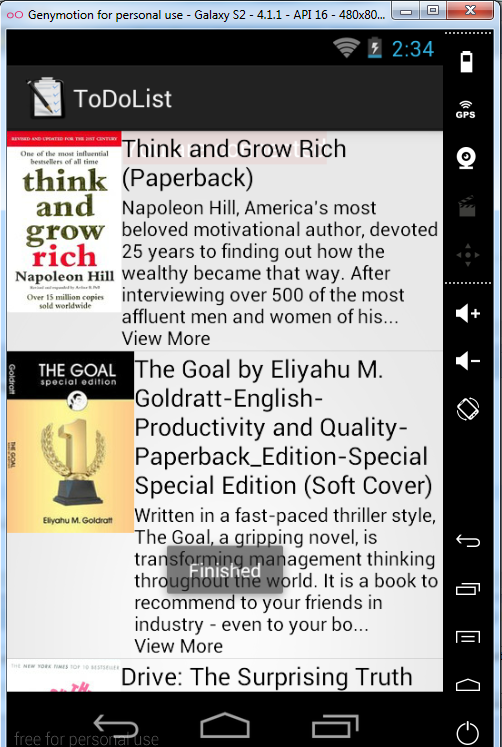 Genymotion for personal use - Galaxy S2 - 4.1.1 - API 16 - 480x80...
2:34
GPS
ToDoList
REVISED AND UPDATED FOR THE 21ST CENTURY
One of the most influential
bestsellers of all time
think
and
grow
rich
Napoleon Hill
Revised and expanded by Arthur R. Pell
Over 15 million copies
sold worldwide
Think and Grow Rich
(Paperback)
Napoleon Hill, America's most
beloved motivational author, devoted
25 years to finding out how the
wealthy became that way. After
interviewing over 500 of the most
affluent men and women of his...
View More
Goldratt
THE GOAL
special edition
1
THE GOAL
Eliyahu M. Goldratt
The Goal by Eliyahu M.
Goldratt-English-
Productivity and Quality-
Paperback_Edition-Special
Special Edition (Soft Cover)
Written in a fast-paced thriller style,
The Goal, a gripping novel, is
transforming management thinking
throughout the world. It is a book to
recommend to your friends in
industry - even to your bo...
View More
Finished
THE NEW YORK TIMES TOP 10 BESTSELLER
Drive: The Surprising Truth
free for personal use